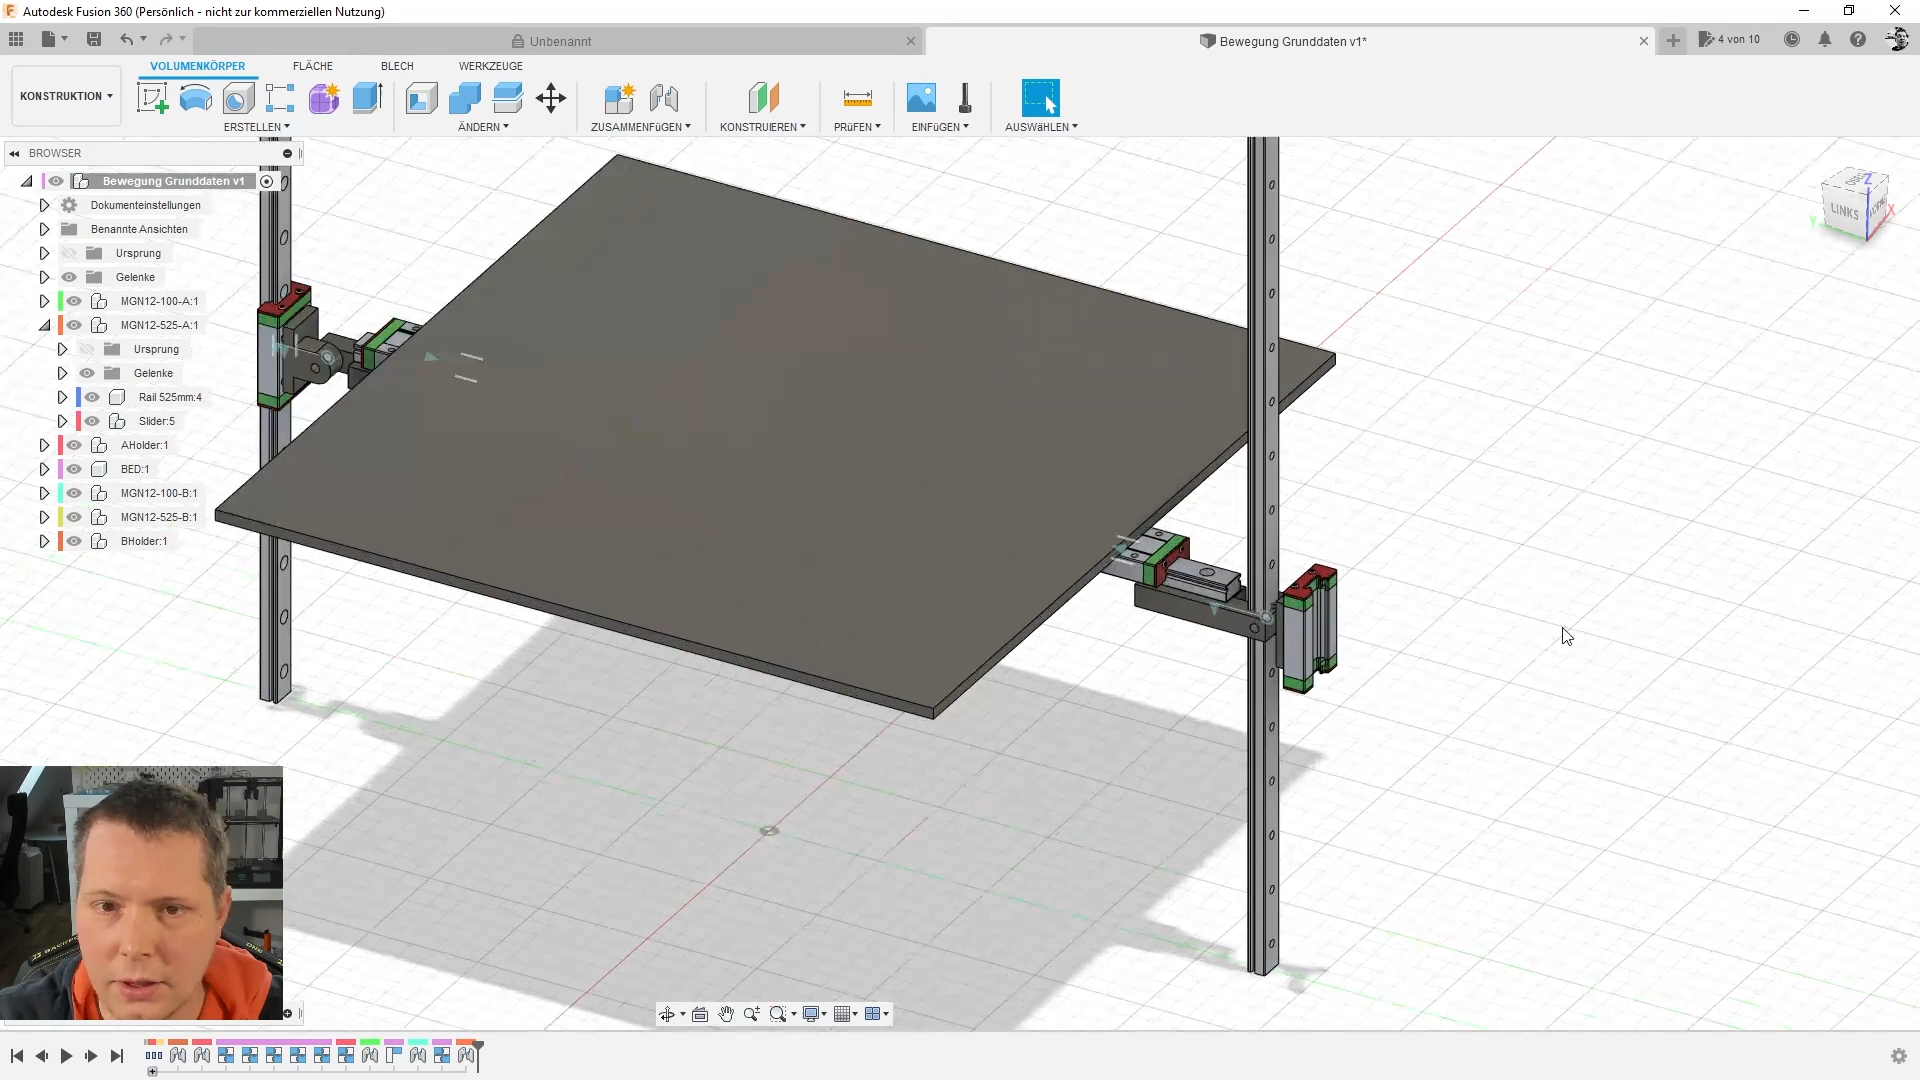 Autodesk Fusion 360 (Persönlich - nicht zur kommerziellen Nutzung)
Unbenannt
Bewegung Grunddaten v1*
4 von 10
KONSTRUKTION
VOLUMENKÖRPER
FLÄCHE
BLECH
WERKZEUGE
ERSTELLEN
ÄNDERN
ZUSAMMENFüGEN
KONSTRUIEREN
PRüFEN
EINFüGEN
AUSWäHLEN
BROWSER
Bewegung Grunddaten v1
Dokumenteinstellungen
Benannte Ansichten
Ursprung
Gelenke
MGN12-100-A:1
MGN12-525-A:1
Ursprung
Gelenke
Rail 525mm:4
Slider:5
AHolder:1
BED:1
MGN12-100-B:1
MGN12-525-B:1
BHolder:1
Z
LINKS
X
Y